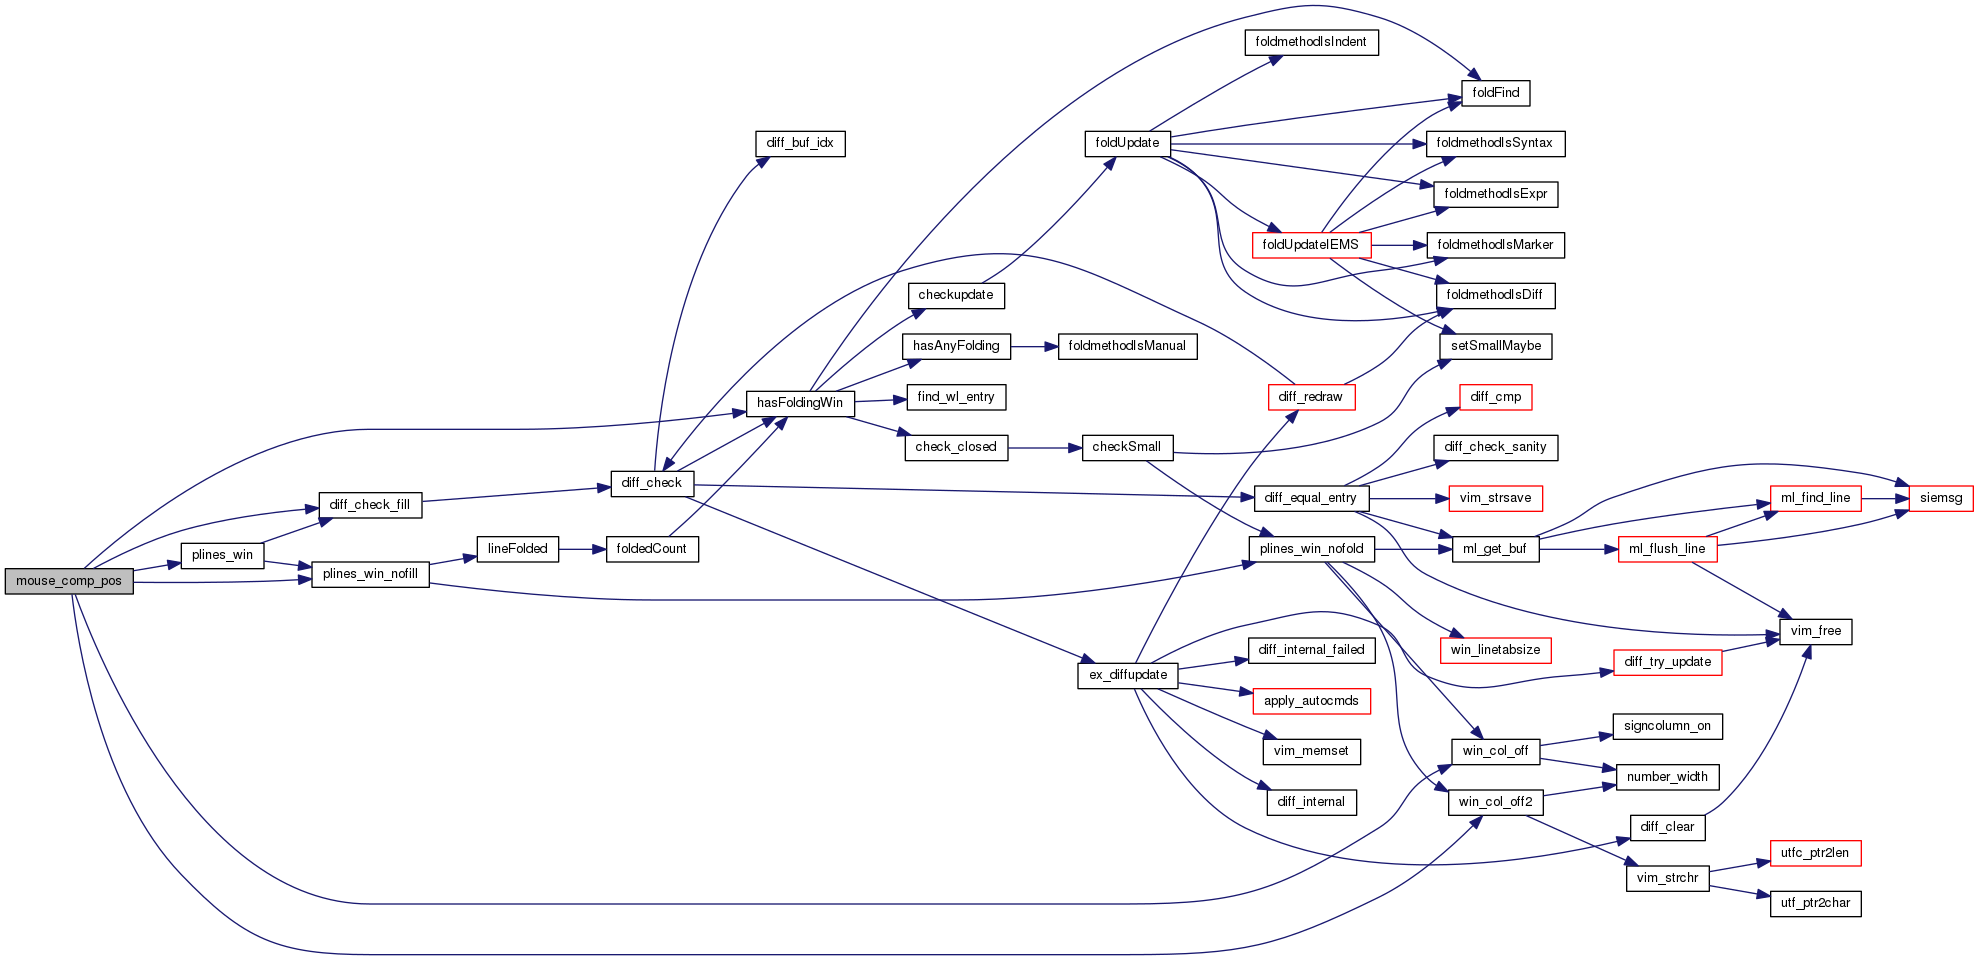 mouse_comp_pos
plines_win
diff_check_fill
plines_win_nofill
lineFolded
foldedCount
diff_check
diff_buf_idx
hasFoldingWin
checkupdate
hasAnyFolding
find_wl_entry
check_closed
foldUpdate
foldmethodIsManual
checkSmall
ex_diffupdate
foldmethodIsIndent
foldUpdateIEMS
diff_redraw
diff_equal_entry
plines_win_nofold
diff_internal_failed
apply_autocmds
vim_memset
diff_internal
foldFind
foldmethodIsSyntax
foldmethodIsExpr
foldmethodIsMarker
foldmethodIsDiff
setSmallMaybe
diff_cmp
diff_check_sanity
vim_strsave
ml_get_buf
win_linetabsize
win_col_off
win_col_off2
ml_flush_line
diff_try_update
signcolumn_on
number_width
diff_clear
vim_strchr
ml_find_line
vim_free
utfc_ptr2len
utf_ptr2char
siemsg